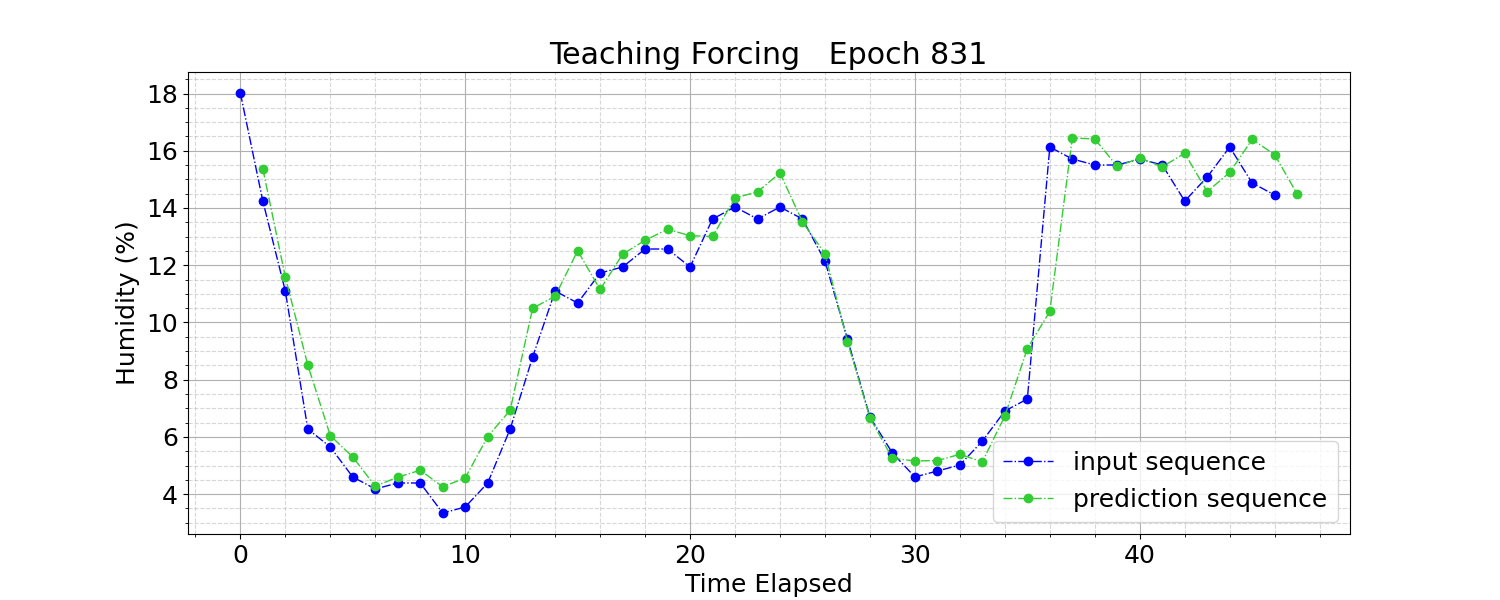 Teaching Forcing   Epoch 831
18
16
14
12
10
8
6
4
Humidity (%)
0 10 20 30 40
Time Elapsed
input sequence
prediction sequence